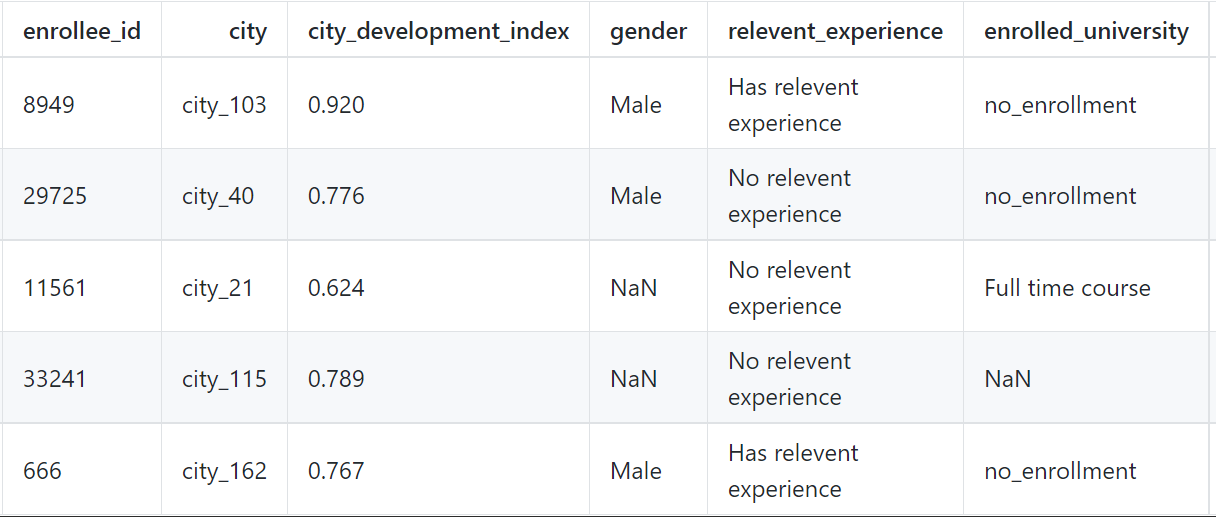 enrollee_id city city_development_index gender relevent_experience enrolled_university
8949 city_103 0.920 Male Has relevent experience no_enrollment
29725 city_40 0.776 Male No relevent experience no_enrollment
11561 city_21 0.624 NaN No relevent experience Full time course
33241 city_115 0.789 NaN No relevent experience NaN
666 city_162 0.767 Male Has relevent experience no_enrollment